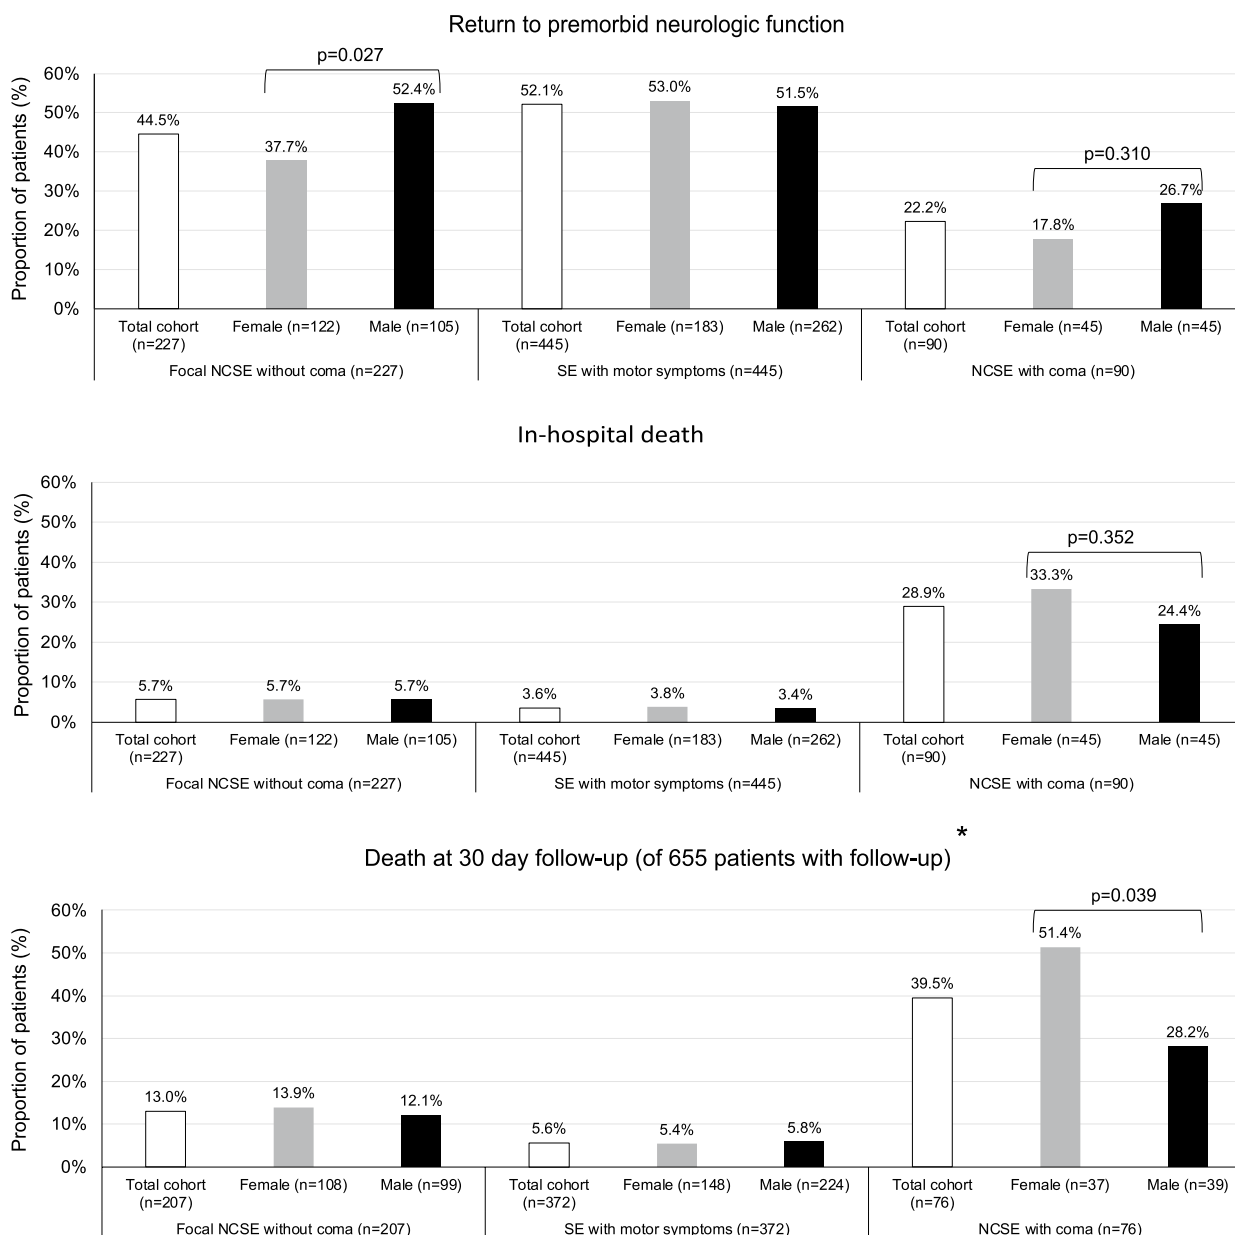 Return to premorbid neurologic function
p=0.027
p=0.310
Proportion of patients (%)
60%
50%
40%
30%
20%
10%
0%
44.5%
37.7%
52.4%
52.1%
53.0%
51.5%
22.2%
17.8%
26.7%
Total cohort Female (n=122) Male (n=105) Total cohort Female (n=183) Male (n=262) Total cohort Female (n=45) Male (n=45)
(n=227) (n=445) (n=90)
Focal NCSE without coma (n=227) SE with motor symptoms (n=445) NCSE with coma (n=90)
In-hospital death
p=0.352
Proportion of patients (%)
60%
50%
40%
30%
20%
10%
0%
5.7%
5.7%
5.7%
3.6%
3.8%
3.4%
28.9%
33.3%
24.4%
Total cohort Female (n=122) Male (n=105) Total cohort Female (n=183) Male (n=262) Total cohort Female (n=45) Male (n=45)
(n=227) (n=445) (n=90)
Focal NCSE without coma (n=227) SE with motor symptoms (n=445) NCSE with coma (n=90)
Death at 30 day follow-up (of 655 patients with follow-up) *
p=0.039
Proportion of patients (%)
60%
50%
40%
30%
20%
10%
0%
13.0%
13.9%
12.1%
5.6%
5.4%
5.8%
39.5%
51.4%
28.2%
Total cohort Female (n=108) Male (n=99) Total cohort Female (n=148) Male (n=224) Total cohort Female (n=37) Male (n=39)
(n=207) (n=372) (n=76)
Focal NCSE without coma (n=207) SE with motor symptoms (n=372) NCSE with coma (n=76)